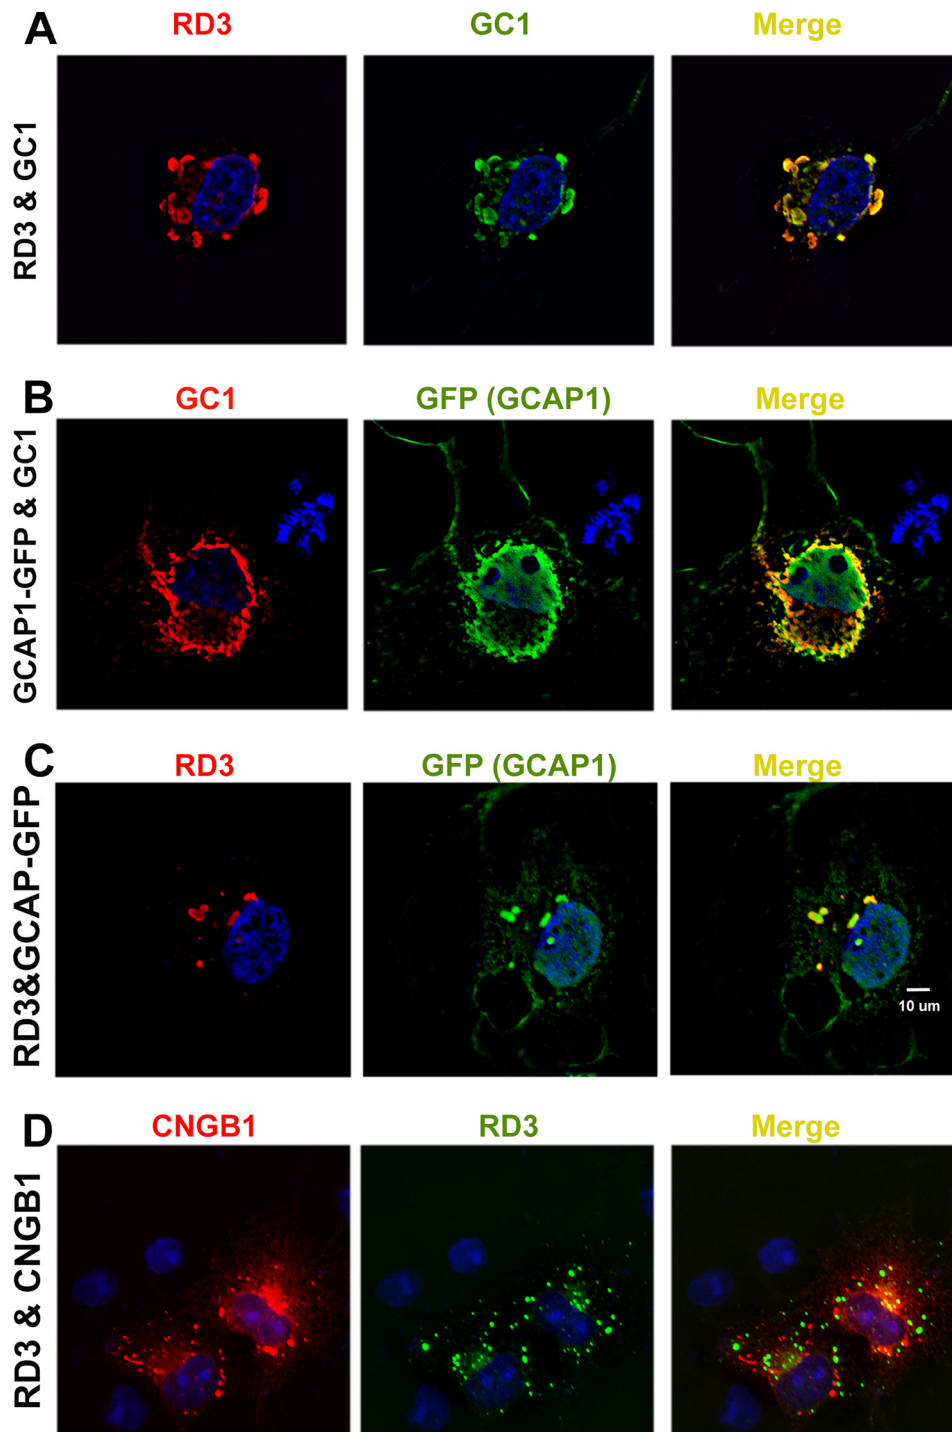 A
RD3
GC1
Merge
RD3 & GC1
B
GC1
GFP (GCAP1)
Merge
GCAP1-GFP & GC1
C
RD3
GFP (GCAP1)
Merge
RD3&GCAP-GFP
10 um
D
CNGB1
RD3
Merge
RD3 & CNGB1